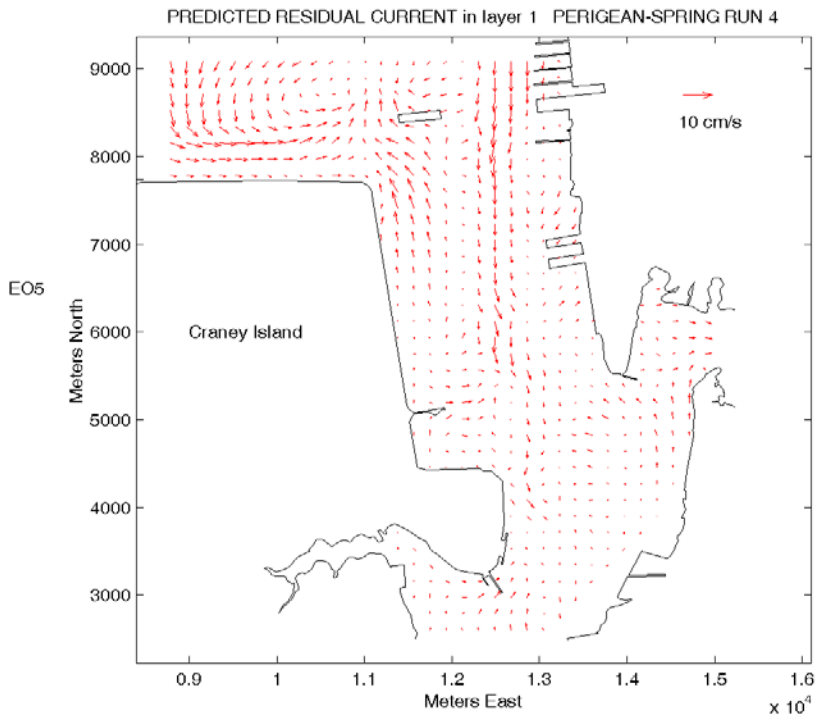 PREDICTED RESIDUAL CURRENT in layer 1 PERIGEAN-SPRING RUN 4
9000
8000
7000
6000
5000
4000
3000
10 cm/s
EO5
Meters North
Craney Island
0.9 1 1.1 1.2 1.3 1.4 1.5 1.6
Meters East
x 10^4